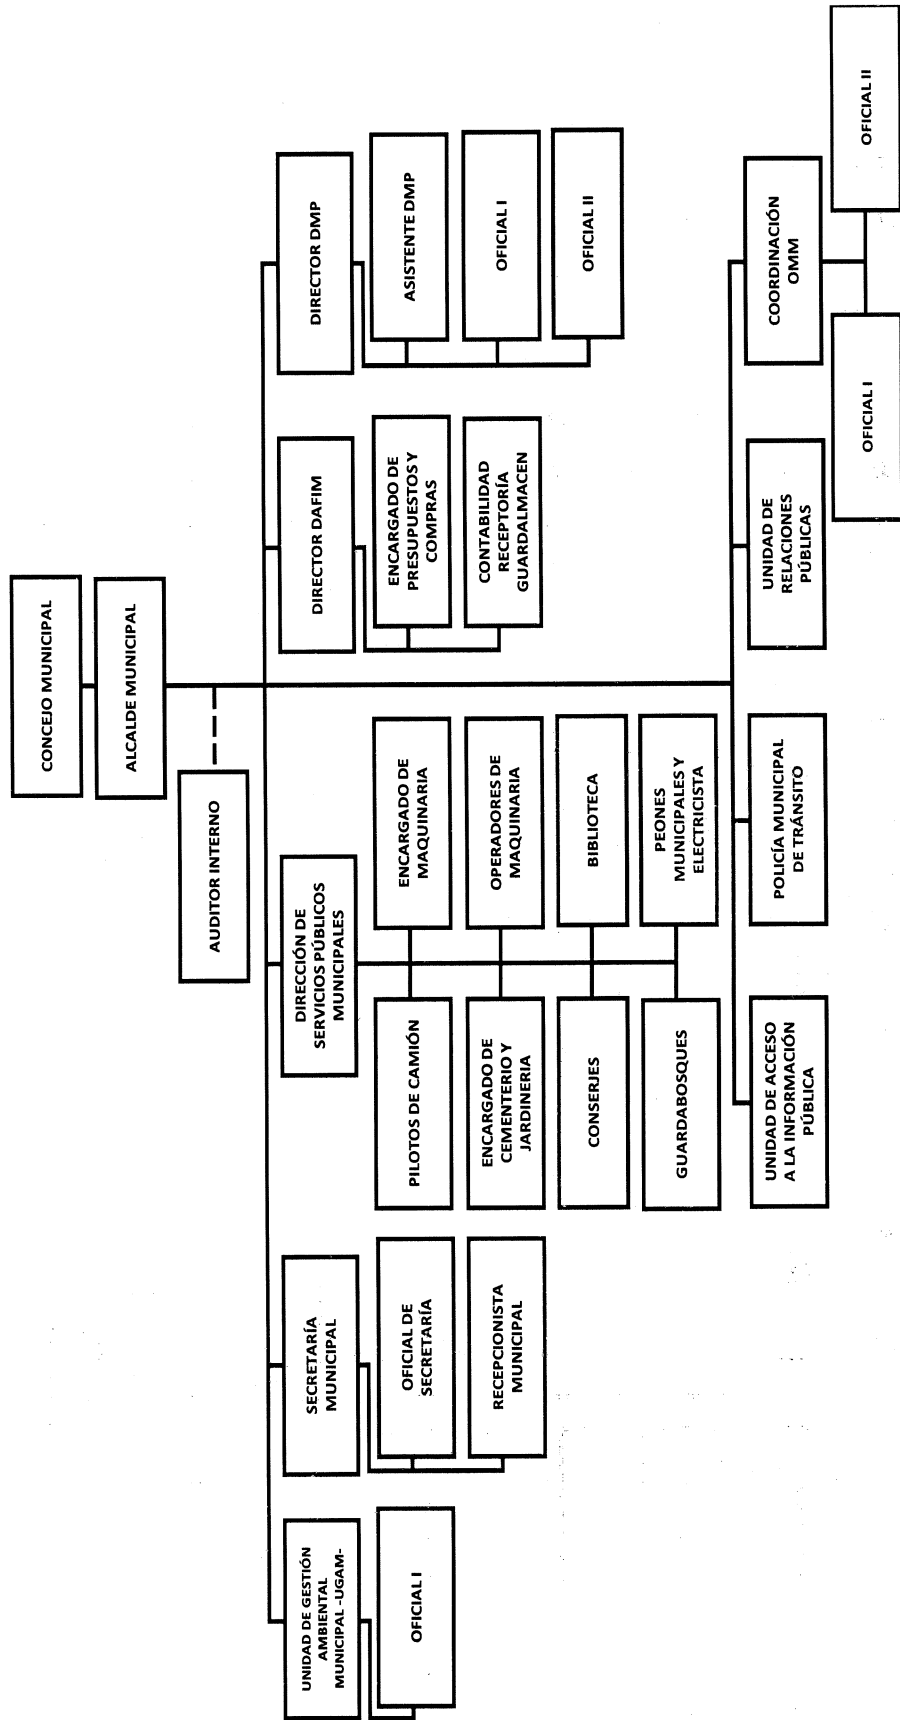 CONCEJO MUNICIPAL
ALCALDE MUNICIPAL
AUDITOR INTERNO
UNIDAD DE GESTIÓN
AMBIENTAL
MUNICIPAL -UGAM-
OFICIAL I
SECRETARÍA
MUNICIPAL
OFICIAL DE
SECRETARÍA
RECEPCIONISTA
MUNICIPAL
DIRECCIÓN DE
SERVICIOS PÚBLICOS
MUNICIPALES
PILOTOS DE CAMIÓN
ENCARGADO DE
MAQUINARIA
ENCARGADO DE
CEMENTERIO Y
JARDINERIA
OPERADORES DE
MAQUINARIA
CONSERJES
BIBLIOTECA
GUARDABOSQUES
PEONES
MUNICIPALES Y
ELECTRICISTA
DIRECTOR DAFIM
ENCARGADO DE
PRESUPUESTOS Y
COMPRAS
CONTABILIDAD
RECEPTORÍA
GUARDALMACEN
DIRECTOR DMP
ASISTENTE DMP
OFICIAL I
OFICIAL II
UNIDAD DE ACCESO
A LA INFORMACIÓN
PÚBLICA
POLICÍA MUNICIPAL
DE TRÁNSITO
UNIDAD DE
RELACIONES
PÚBLICAS
COORDINACIÓN
OMM
OFICIAL I
OFICIAL II